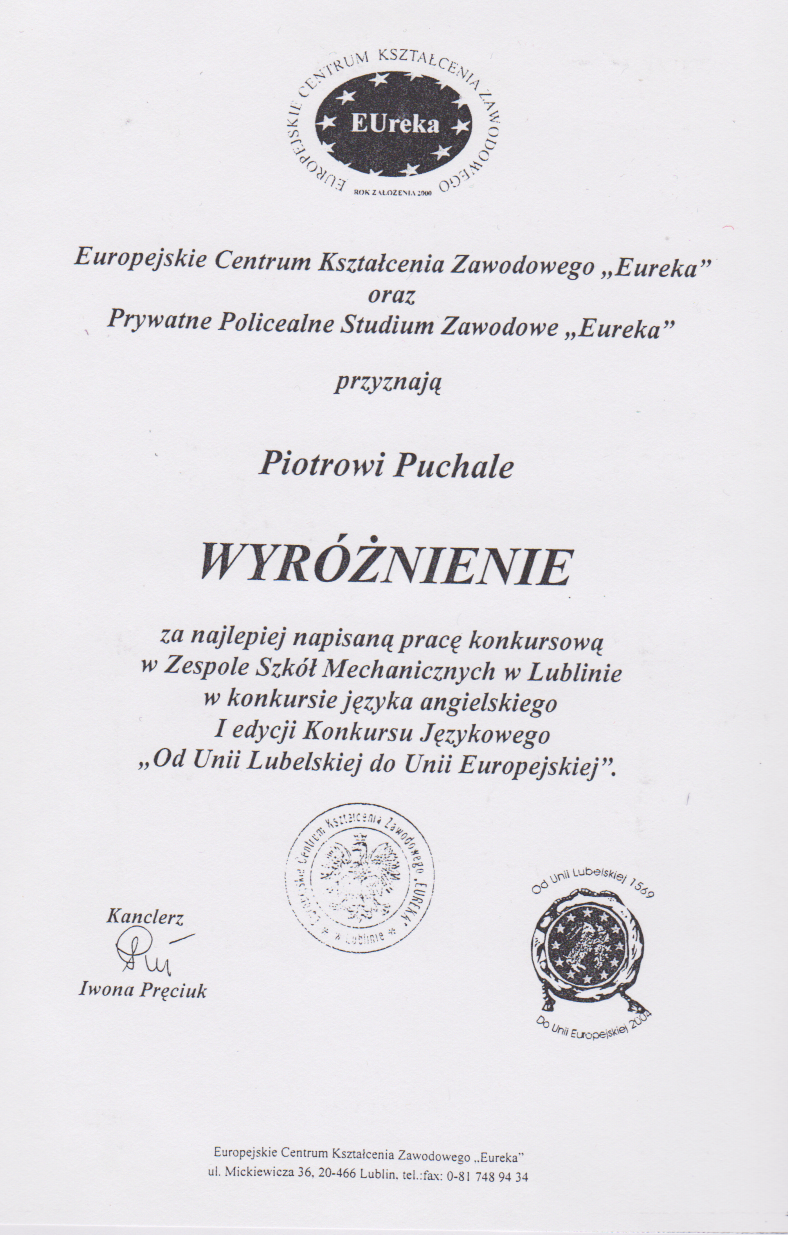 EUROPEJSKIE CENTRUM KSZTAŁCENIA ZAWODOWEGO
EUreka
ROK ZAŁOŻENIA 2000
Europejskie Centrum Kształcenia Zawodowego „Eureka”
oraz
Prywatne Policealne Studium Zawodowe „Eureka”
przyznają
Piotrowi Puchale
WYRÓŻNIENIE
za najlepiej napisaną pracę konkursową
w Zespole Szkół Mechanicznych w Lublinie
w konkursie języka angielskiego
I edycji Konkursu Językowego
„Od Unii Lubelskiej do Unii Europejskiej”.
Europejskie Centrum Kształcenia Zawodowego „EUREKA”
w Lublinie
Od Unii Lubelskiej 1569
Do Unii Europejskiej 2004
Kanclerz
Iwona Pręciuk
Europejskie Centrum Kształcenia Zawodowego „Eureka”
ul. Mickiewicza 36, 20-466 Lublin, tel.:fax: 0-81 748 94 34